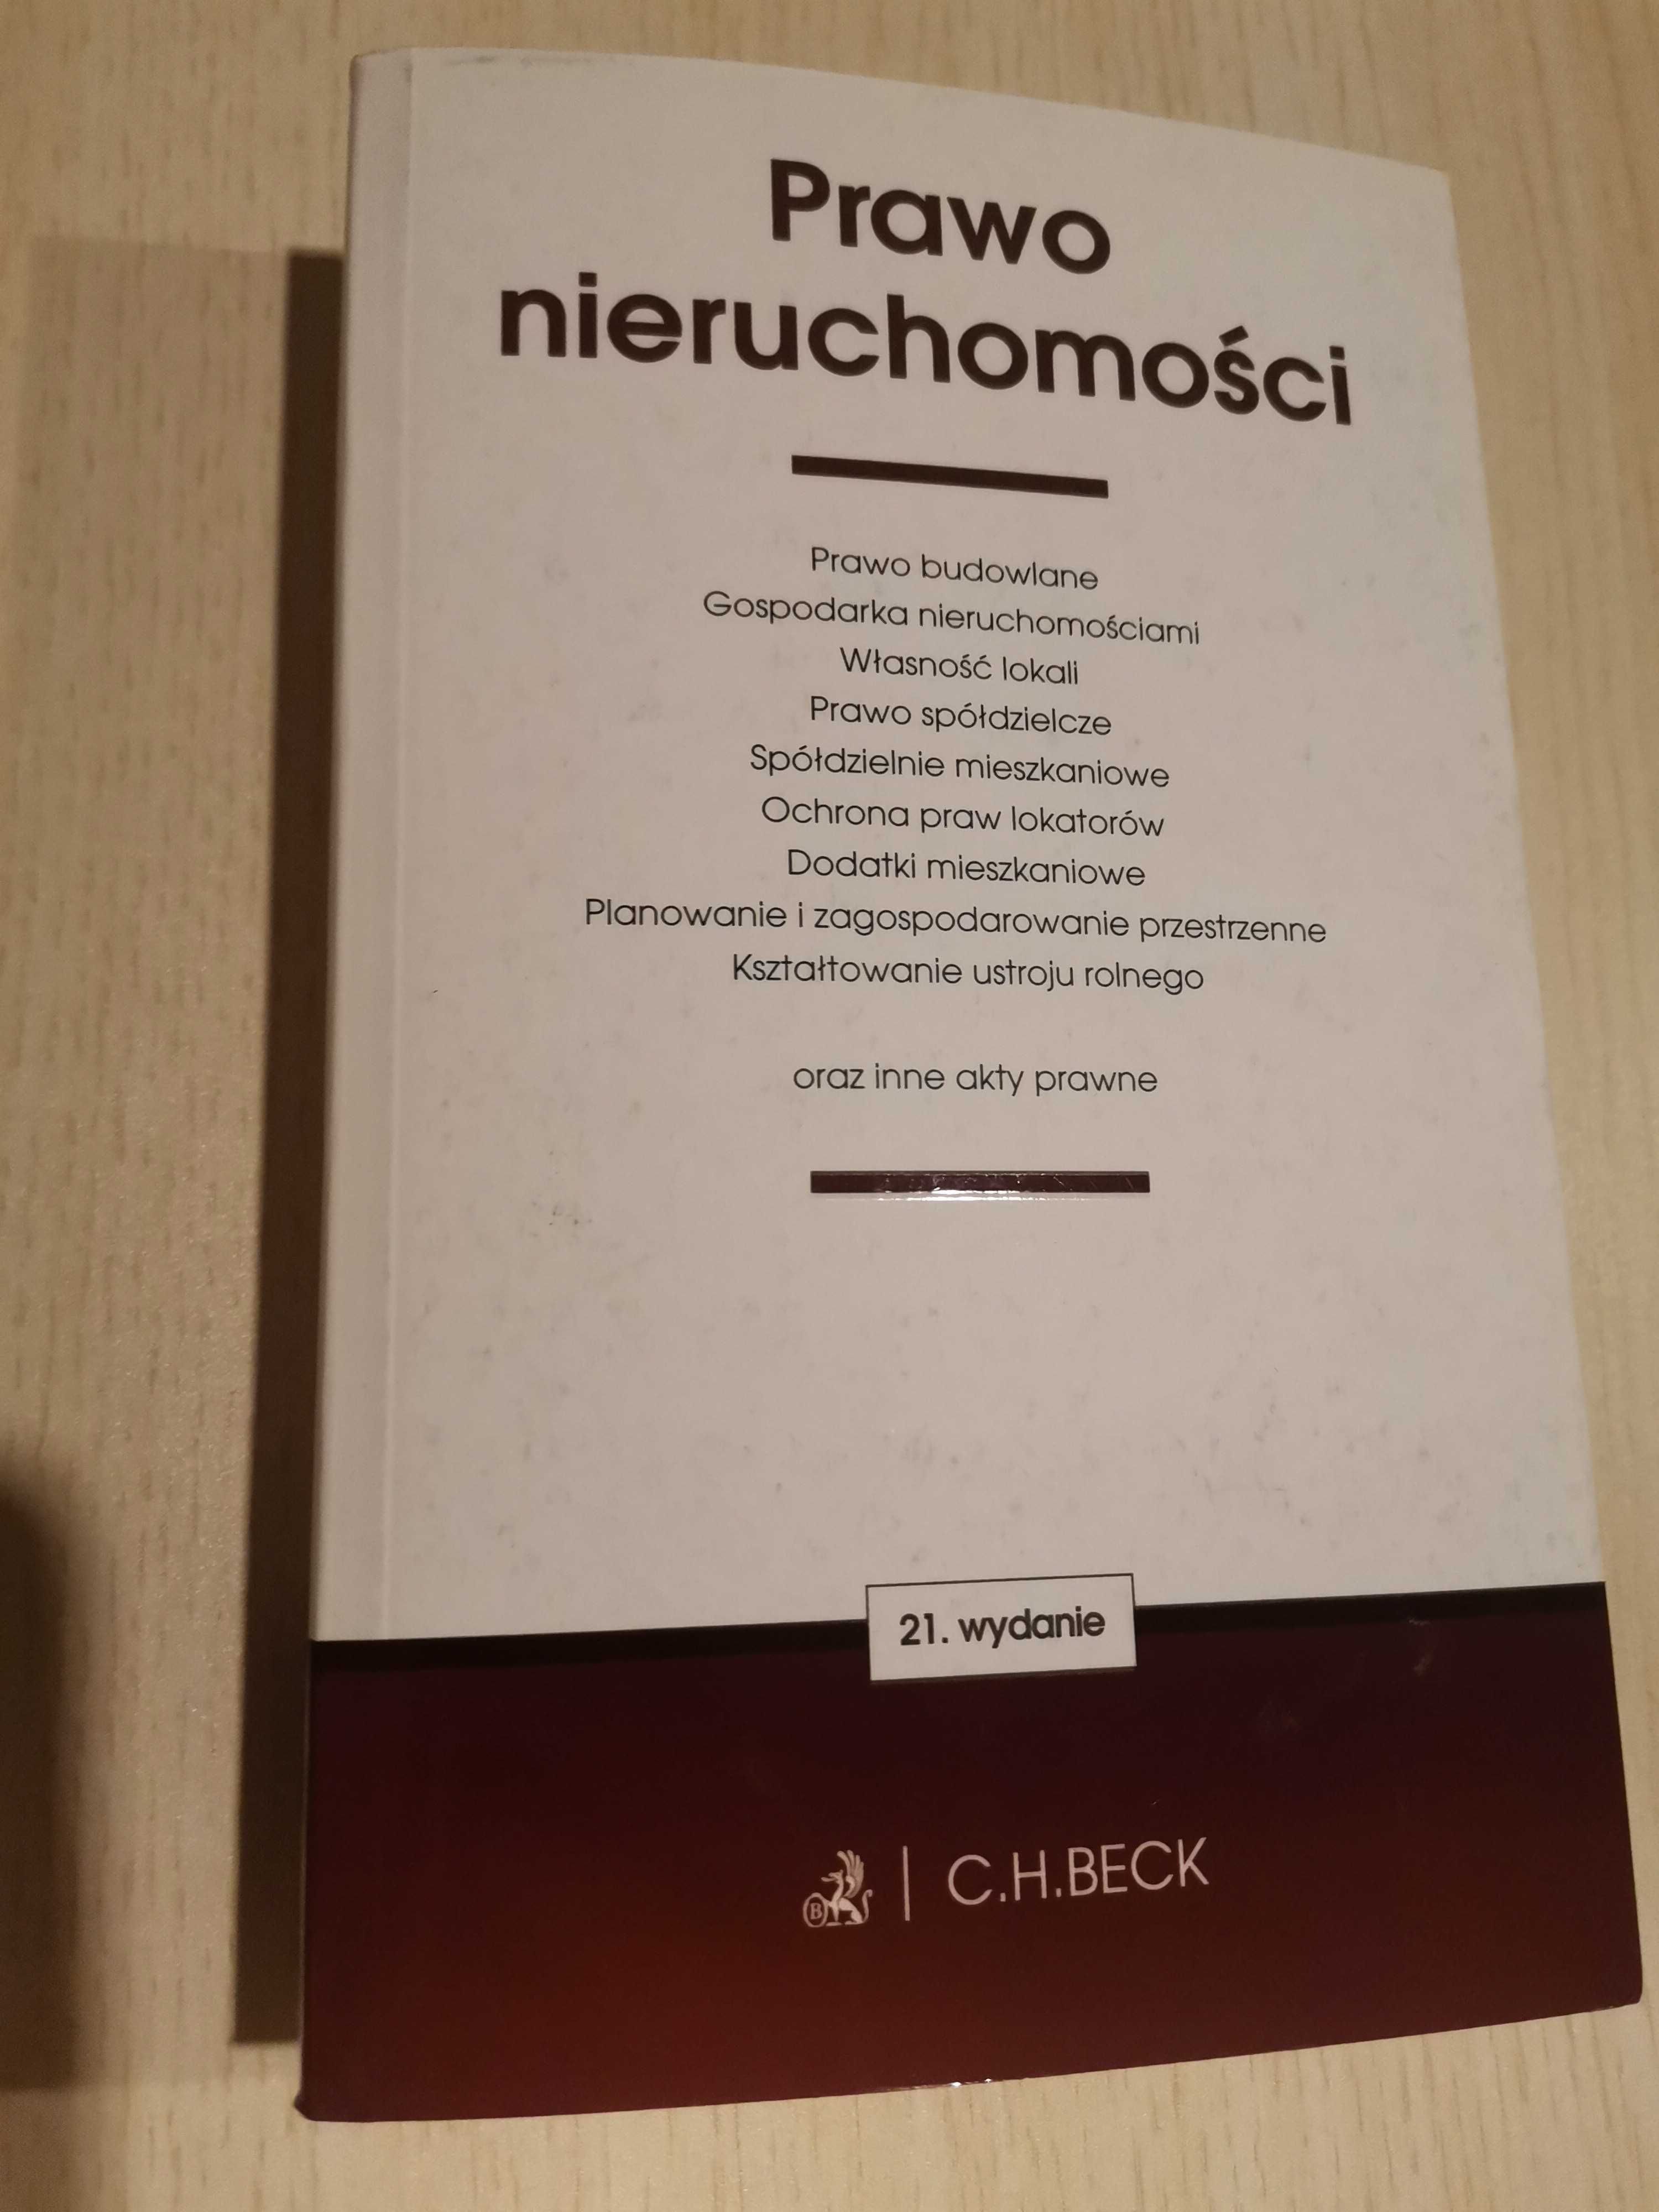 Prawo
nieruchomości
Prawo budowlane
Gospodarka nieruchomościami
Własność lokali
Prawo spółdzielcze
Spółdzielnie mieszkaniowe
Ochrona praw lokatorów
Dodatki mieszkaniowe
Planowanie i zagospodarowanie przestrzenne
Kształtowanie ustroju rolnego
oraz inne akty prawne
21. wydanie
B | C.H.BECK